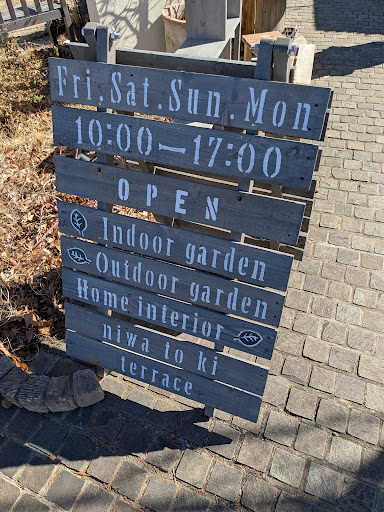 Fri.Sat.Sun.Mon
10:00—17:00
OPEN
Indoor garden
Outdoor garden
Home interior
niwa to ki
terrace